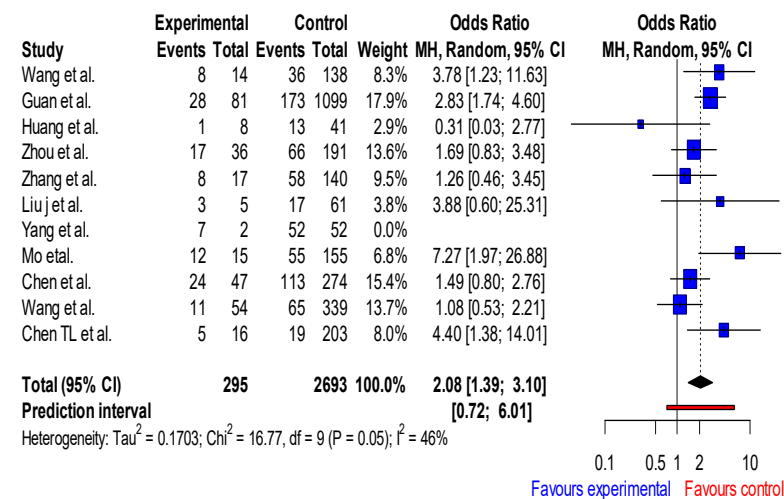 Experimental Control Odds Ratio Odds Ratio
Study Events Total Events Total Weight MH, Random, 95% CI MH, Random, 95% CI
Wang et al. 8 14 36 138 8.3% 3.78 [1.23; 11.63]
Guan et al. 28 81 173 1099 17.9% 2.83 [1.74; 4.60]
Huang et al. 1 8 13 41 2.9% 0.31 [0.03; 2.77]
Zhou et al. 17 36 66 191 13.6% 1.69 [0.83; 3.48]
Zhang et al. 8 17 58 140 9.5% 1.26 [0.46; 3.45]
Liu j et al. 3 5 17 61 3.8% 3.88 [0.60; 25.31]
Yang et al. 7 2 52 52 0.0%
Mo etal. 12 15 55 155 6.8% 7.27 [1.97; 26.88]
Chen et al. 24 47 113 274 15.4% 1.49 [0.80; 2.76]
Wang et al. 11 54 65 339 13.7% 1.08 [0.53; 2.21]
Chen TL et al. 5 16 19 203 8.0% 4.40 [1.38; 14.01]
Total (95% CI) 295 2693 100.0% 2.08 [1.39; 3.10]
Prediction interval [0.72; 6.01]
Heterogeneity: Tau² = 0.1703; Chi² = 16.77, df = 9 (P = 0.05); I² = 46%
0.1 0.5 1 2 10
Favours experimental Favours control